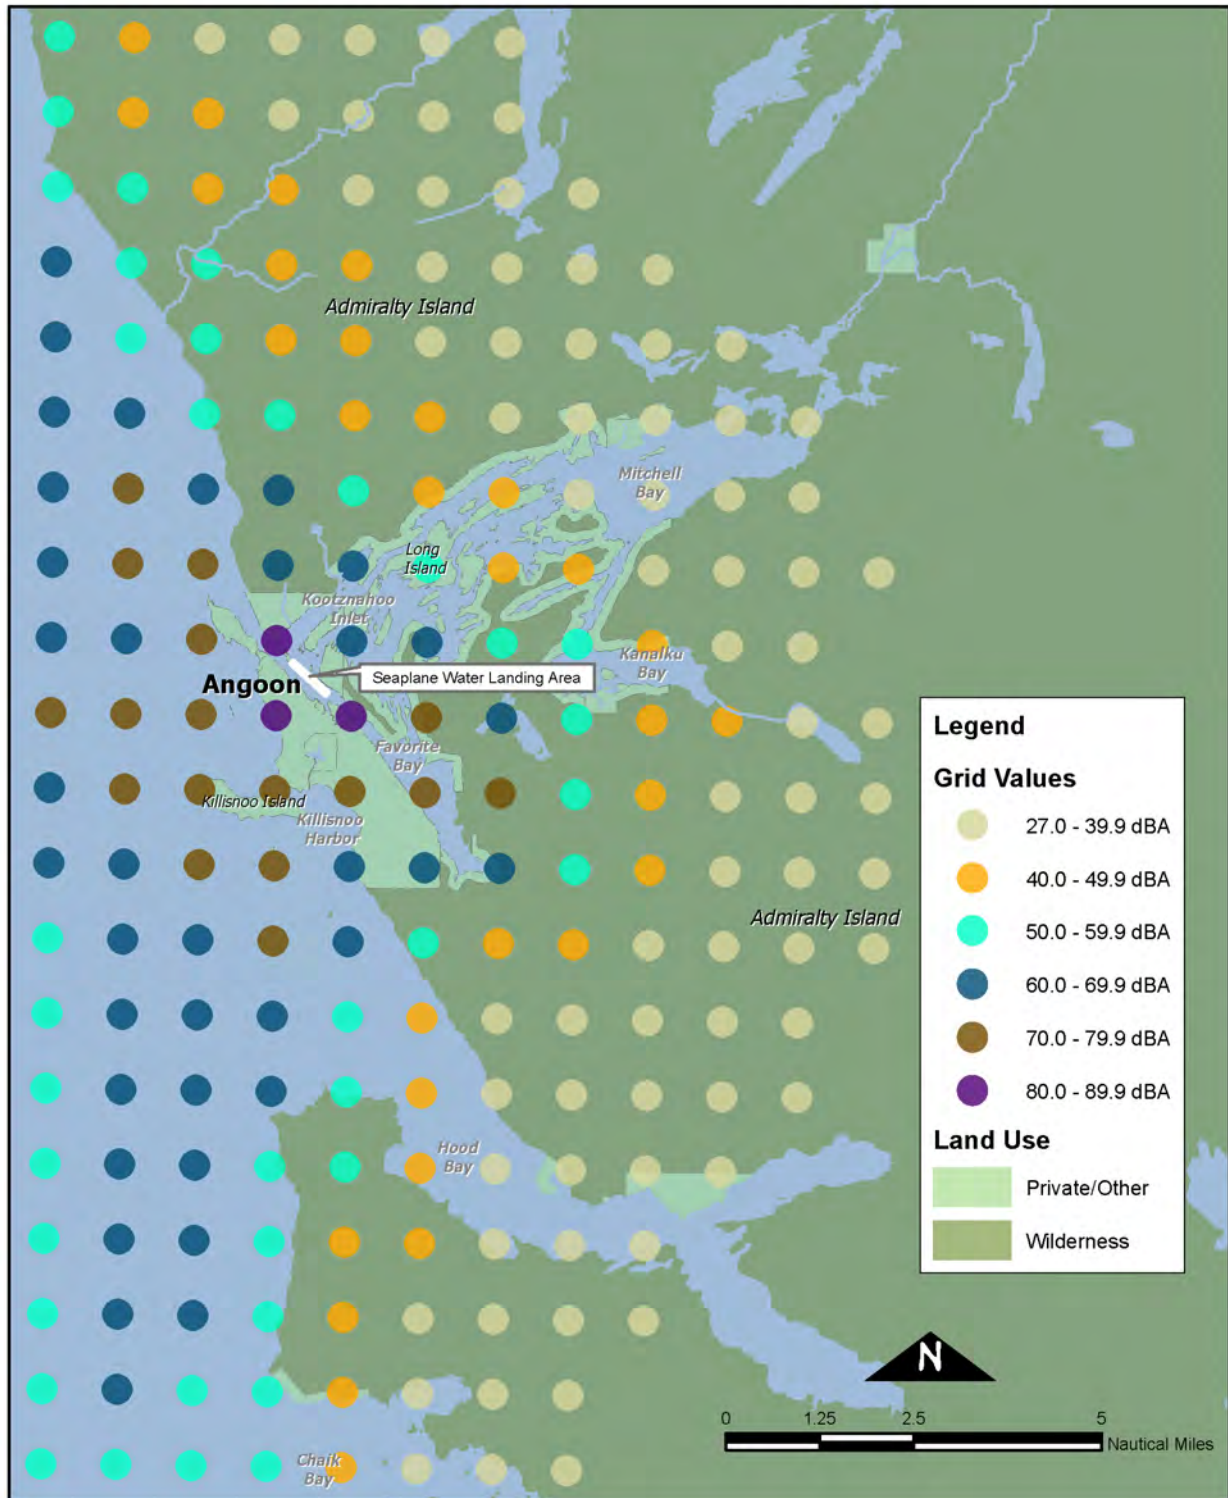 Admiralty Island
Mitchell
Bay
Long
Island
Kootznahoo
Inlet
Kanalku
Bay
Seaplane Water Landing Area
Angoon
Favorite
Bay
Killisnoo Island
Killisnoo
Harbor
Admiralty Island
Hood
Bay
Chaik
Bay
Legend
Grid Values
27.0 - 39.9 dBA
40.0 - 49.9 dBA
50.0 - 59.9 dBA
60.0 - 69.9 dBA
70.0 - 79.9 dBA
80.0 - 89.9 dBA
Land Use
Private/Other
Wilderness
N
0 1.25 2.5 5
Nautical Miles